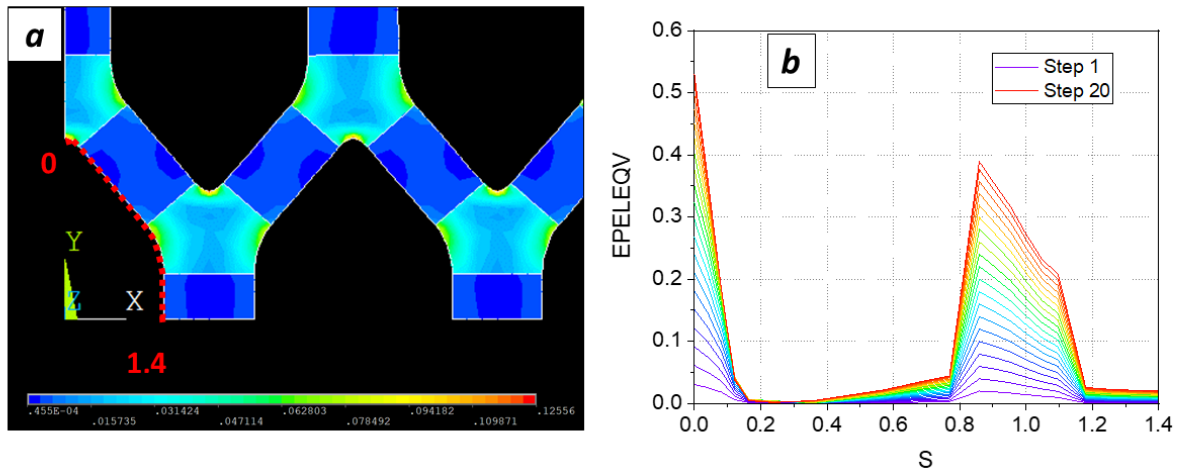 a
0
Y
Z
X
1.4
.455E-04 .031424 .062803 .094182 .12556
.015735 .047114 .078492 .109871
b
Step 1
Step 20
EPELEQV
0.6
0.5
0.4
0.3
0.2
0.1
0.0
0.0 0.2 0.4 0.6 0.8 1.0 1.2 1.4
S